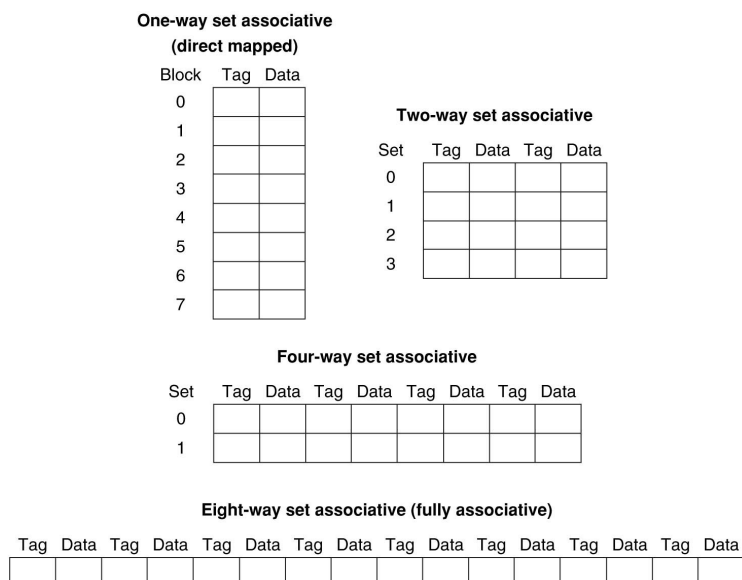 One-way set associative
(direct mapped)
Block Tag Data
0
1
2
3
4
5
6
7
Two-way set associative
Set Tag Data Tag Data
0
1
2
3
Four-way set associative
Set Tag Data Tag Data Tag Data Tag Data
0
1
Eight-way set associative (fully associative)
Tag Data Tag Data Tag Data Tag Data Tag Data Tag Data Tag Data Tag Data